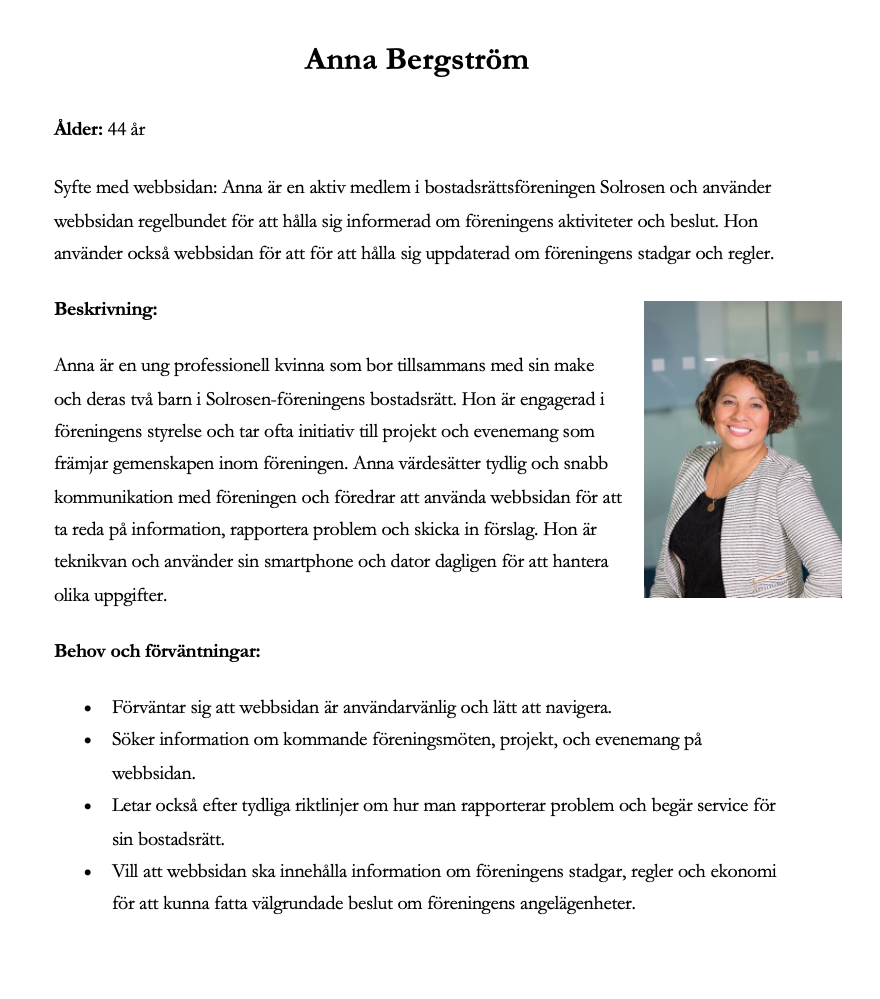 Anna Bergström
Ålder: 44 år
Syfte med webbsidan: Anna är en aktiv medlem i bostadsrättsföreningen Solrosen och använder
webbsidan regelbundet för att hålla sig informerad om föreningens aktiviteter och beslut. Hon
använder också webbsidan för att för att hålla sig uppdaterad om föreningens stadgar och regler.
Beskrivning:
Anna är en ung professionell kvinna som bor tillsammans med sin make
och deras två barn i Solrosen-föreningens bostadsrätt. Hon är engagerad i
föreningens styrelse och tar ofta initiativ till projekt och evenemang som
främjar gemenskapen inom föreningen. Anna värdesätter tydlig och snabb
kommunikation med föreningen och föredrar att använda webbsidan för att
ta reda på information, rapportera problem och skicka in förslag. Hon är
teknikvan och använder sin smartphone och dator dagligen för att hantera
olika uppgifter.
Behov och förväntningar:
• Förväntar sig att webbsidan är användarvänlig och lätt att navigera.
• Söker information om kommande föreningsmöten, projekt, och evenemang på
webbsidan.
• Letar också efter tydliga riktlinjer om hur man rapporterar problem och begär service för
sin bostadsrätt.
• Vill att webbsidan ska innehålla information om föreningens stadgar, regler och ekonomi
för att kunna fatta välgrundade beslut om föreningens angelägenheter.